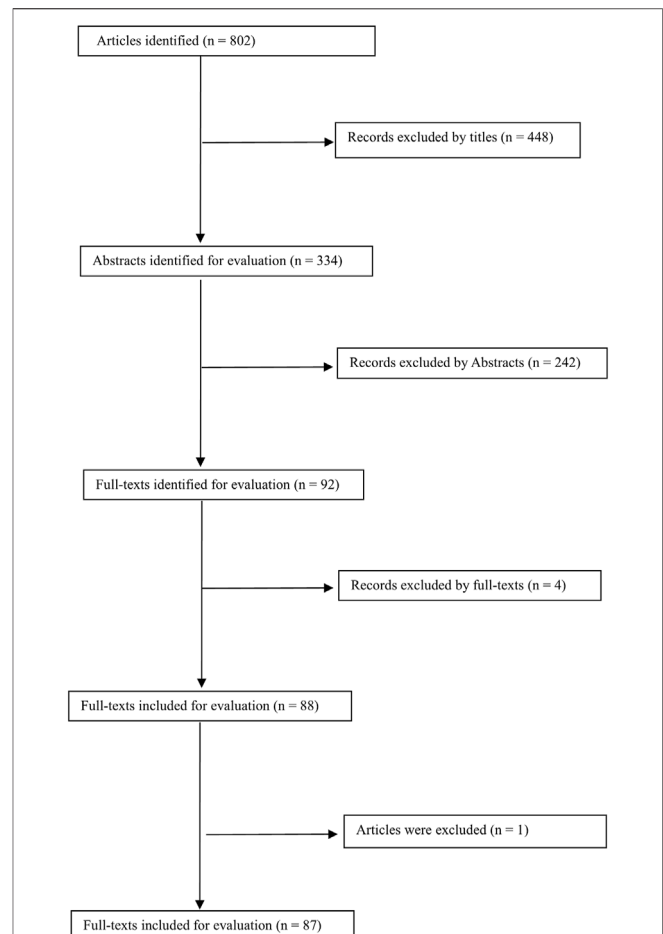 Articles identified (n = 802)
Records excluded by titles (n = 448)
Abstracts identified for evaluation (n = 334)
Records excluded by Abstracts (n = 242)
Full-texts identified for evaluation (n = 92)
Records excluded by full-texts (n = 4)
Full-texts included for evaluation (n = 88)
Articles were excluded (n = 1)
Full-texts included for evaluation (n = 87)